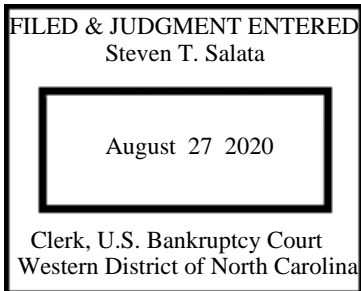 FILED & JUDGMENT ENTERED
Steven T. Salata
August 27 2020
Clerk, U.S. Bankruptcy Court
Western District of North Carolina